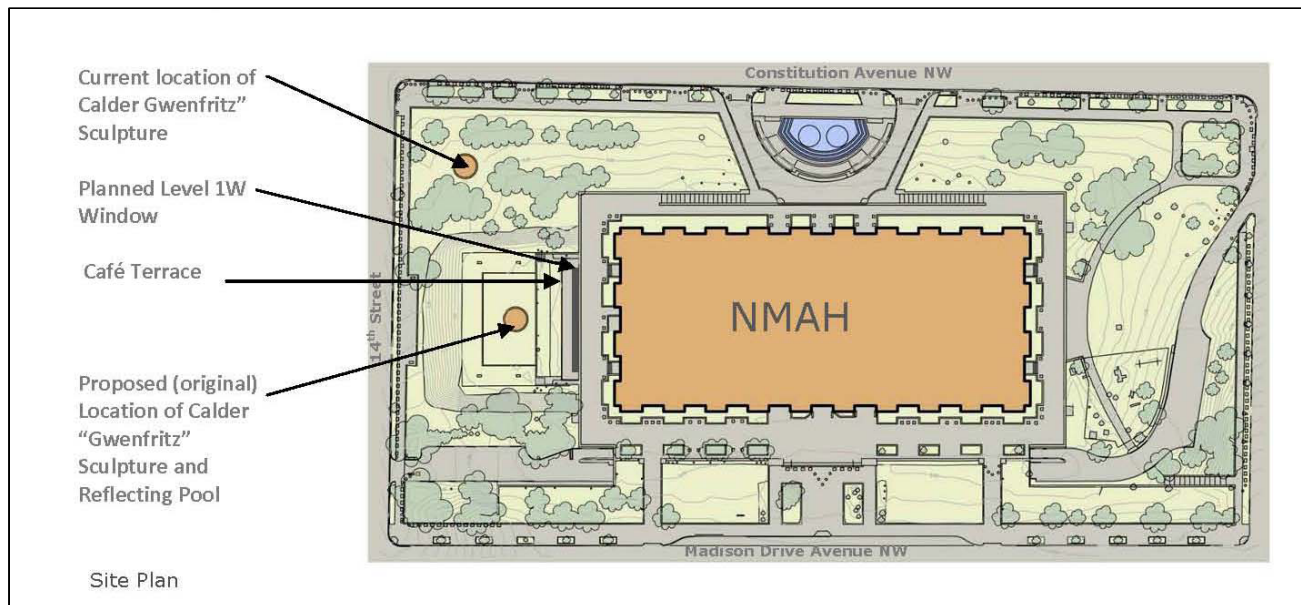 Current location of
Calder Gwenfritz”
Sculpture
Planned Level 1W
Window
Café Terrace
Proposed (original)
Location of Calder
“Gwenfritz”
Sculpture and
Reflecting Pool
Site Plan
Constitution Avenue NW
14th Street
NMAH
Madison Drive Avenue NW